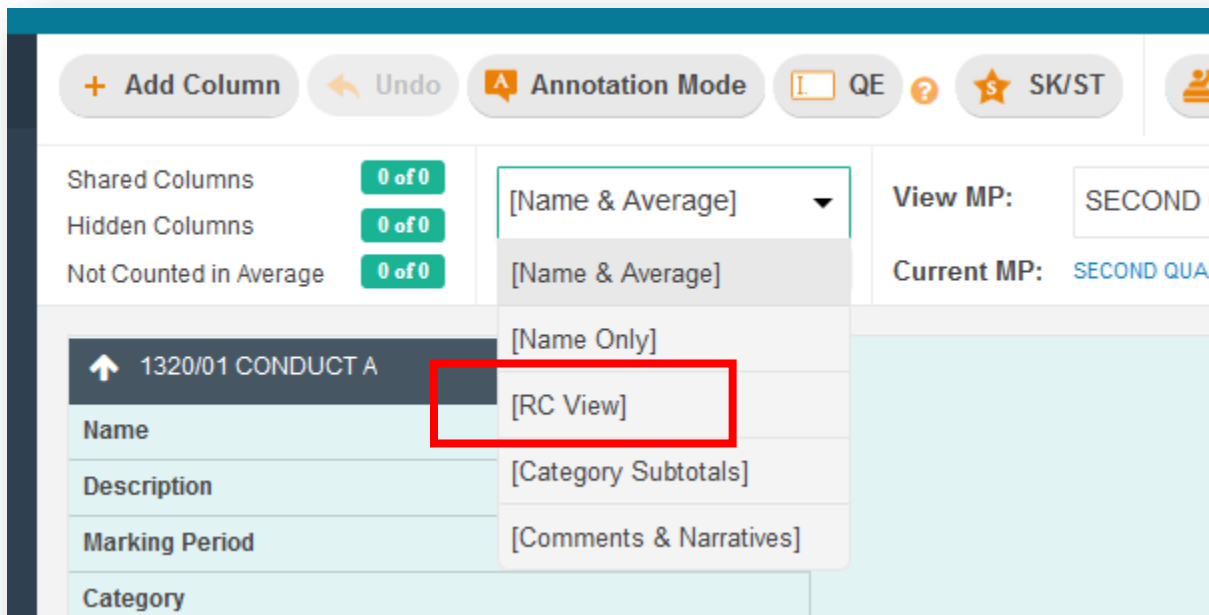 + Add Column
Undo
A Annotation Mode
I. QE
?
S SK/ST
Shared Columns 0 of 0
Hidden Columns 0 of 0
Not Counted in Average 0 of 0
[Name & Average]
[Name & Average]
[Name Only]
[RC View]
[Category Subtotals]
[Comments & Narratives]
View MP: SECOND
Current MP: SECOND QUA
1320/01 CONDUCT A
Name
Description
Marking Period
Category